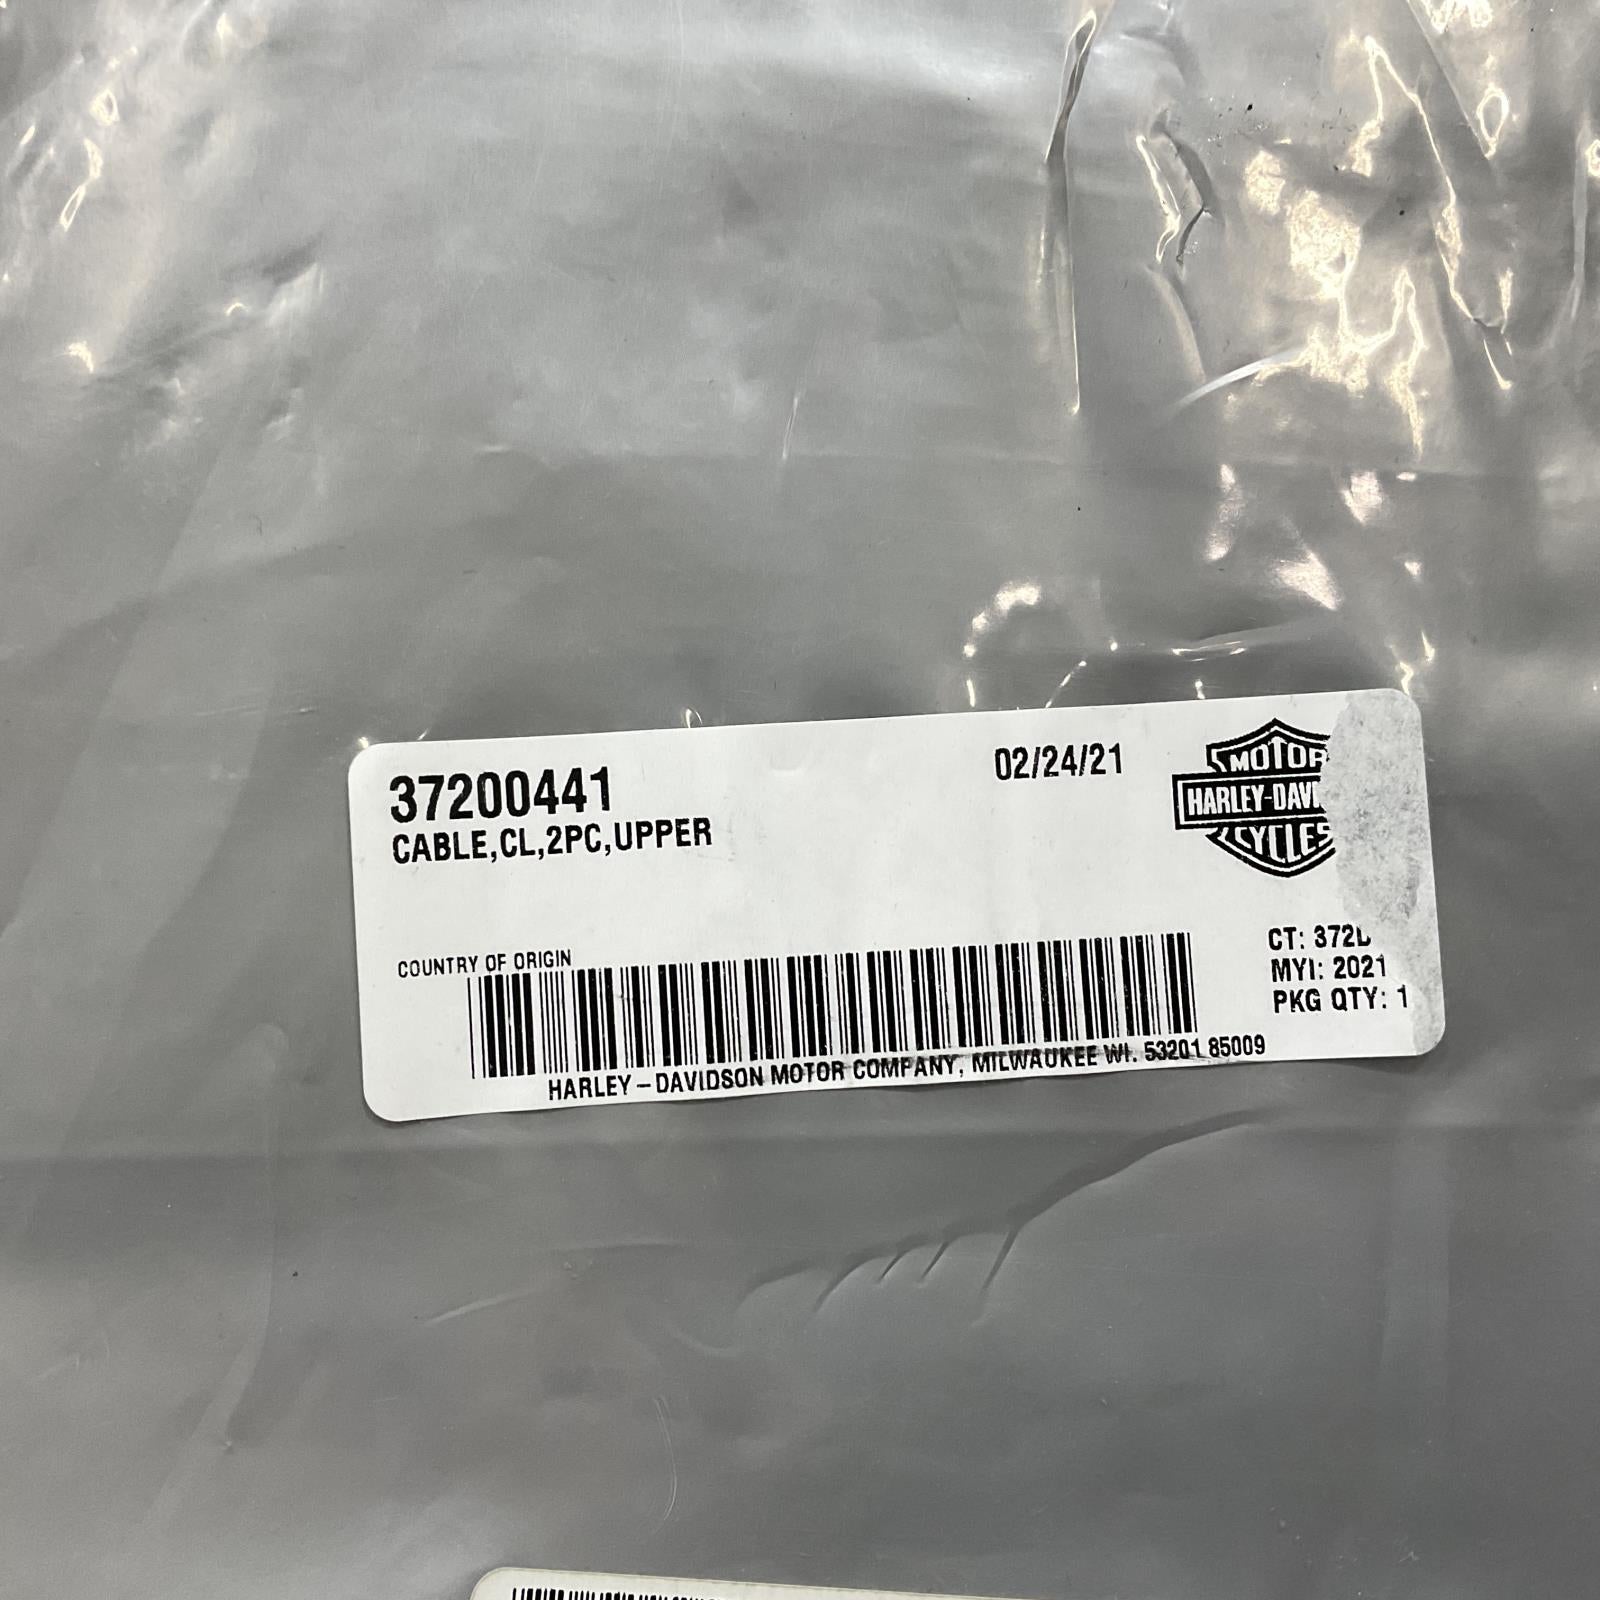 37200441
02/24/21
CABLE,CL,2PC,UPPER
MOTOR
HARLEY-DAVI
CYCLES
COUNTRY OF ORIGIN
CT: 372
MYI: 2021
PKG QTY: 1
HARLEY-DAVIDSON MOTOR COMPANY, MILWAUKEE WI. 53201 85009